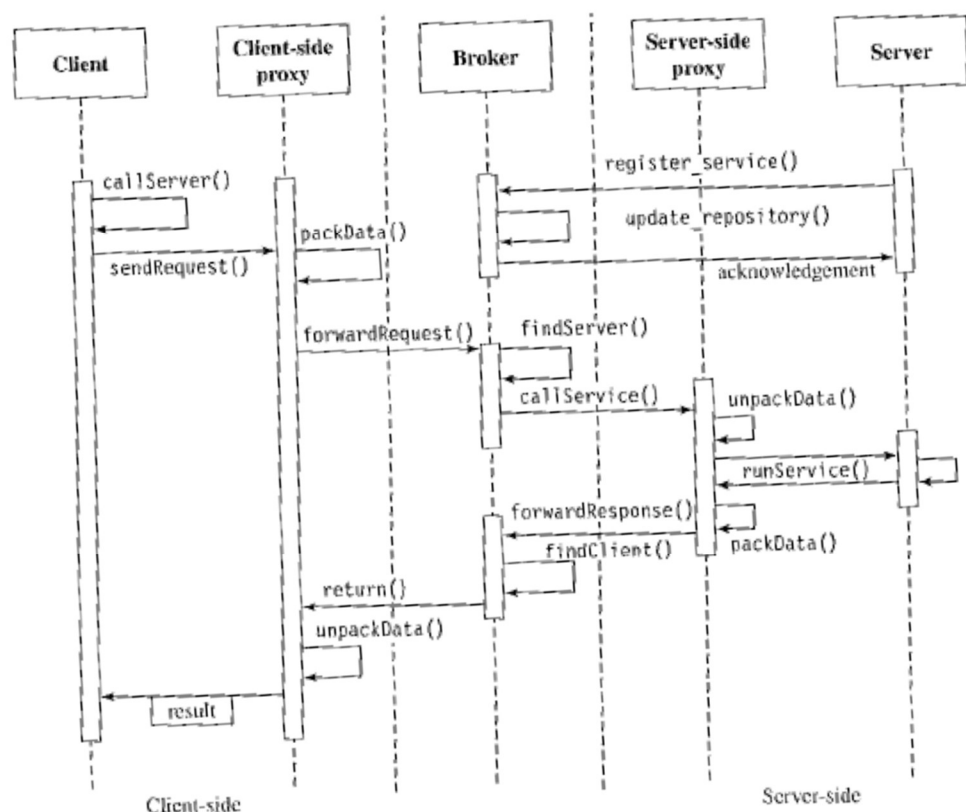 Client
Client-side
proxy
Broker
Server-side
proxy
Server
register_service()
callServer()
update_repository()
packData()
sendRequest()
acknowledgement
forwardRequest()
findServer()
callService()
unpackData()
runService()
forwardResponse()
packData()
findClient()
return()
unpackData()
result
Client-side
Server-side